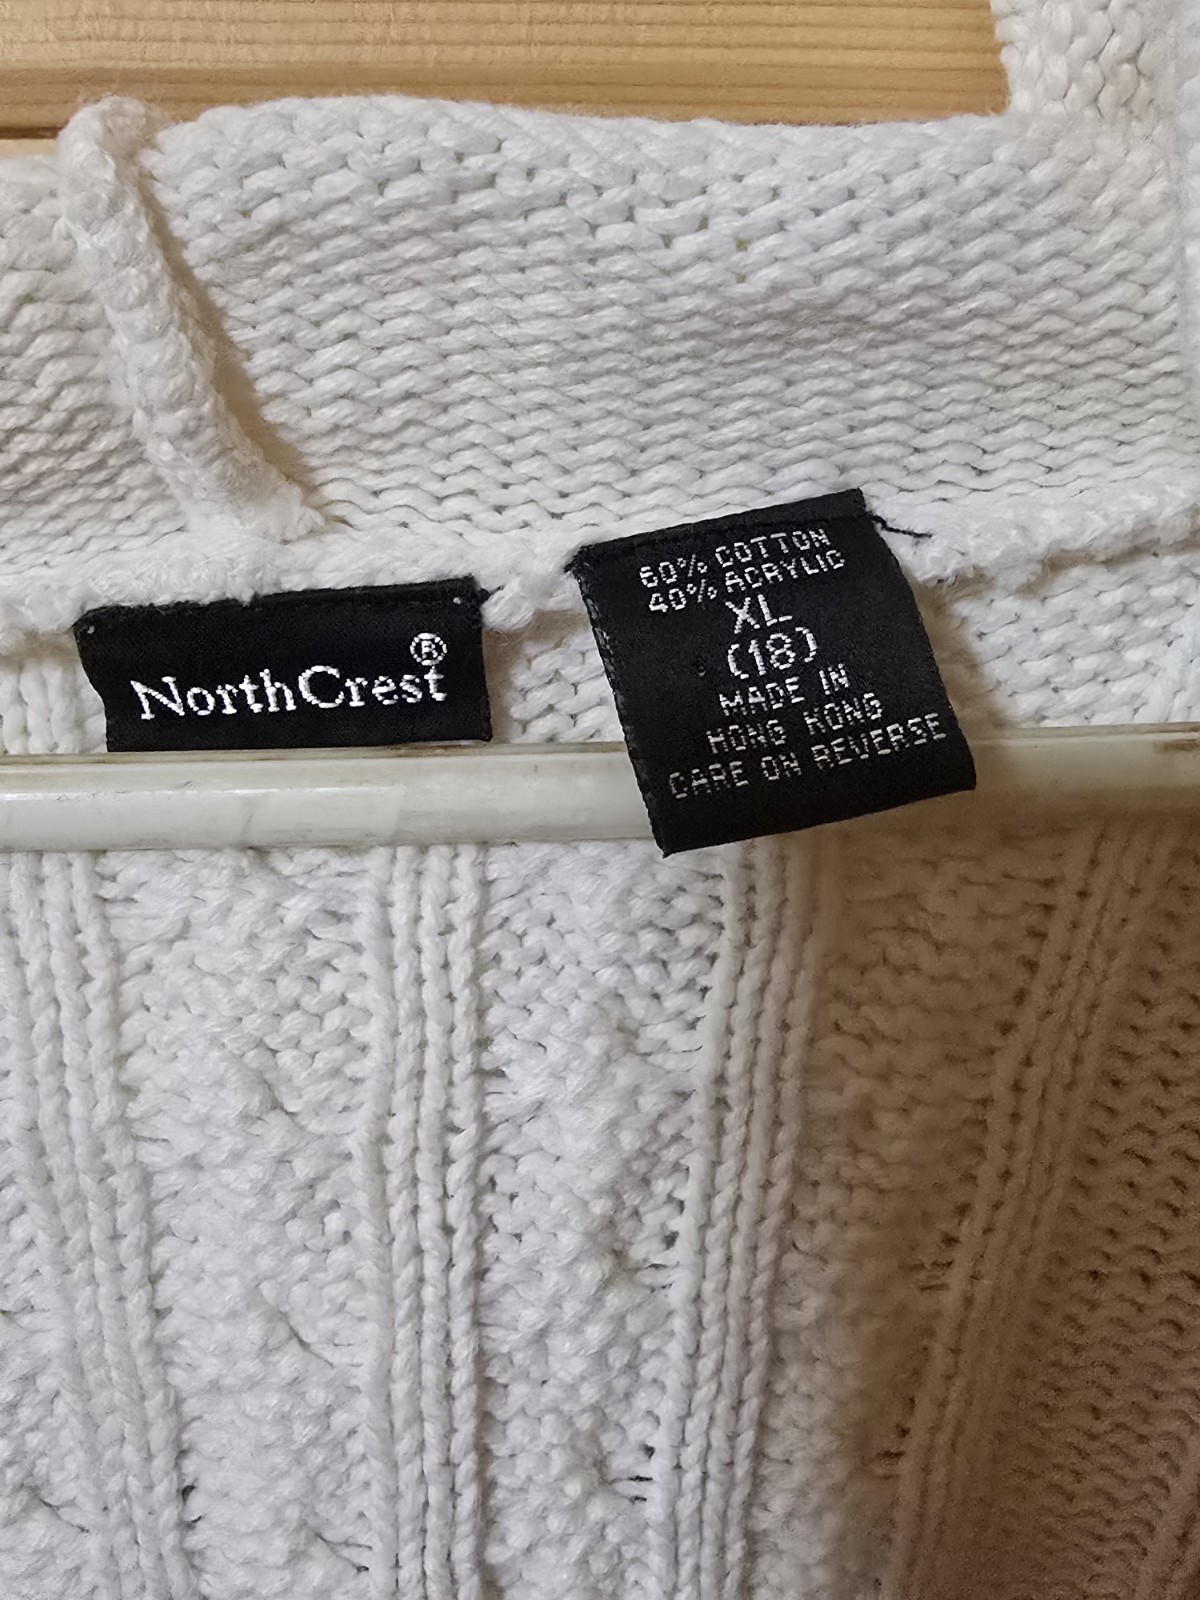 NorthCrest®
60% COTTON
40% ACRYLIC
XL
(18)
MADE IN
HONG KONG
CARE ON REVERSE